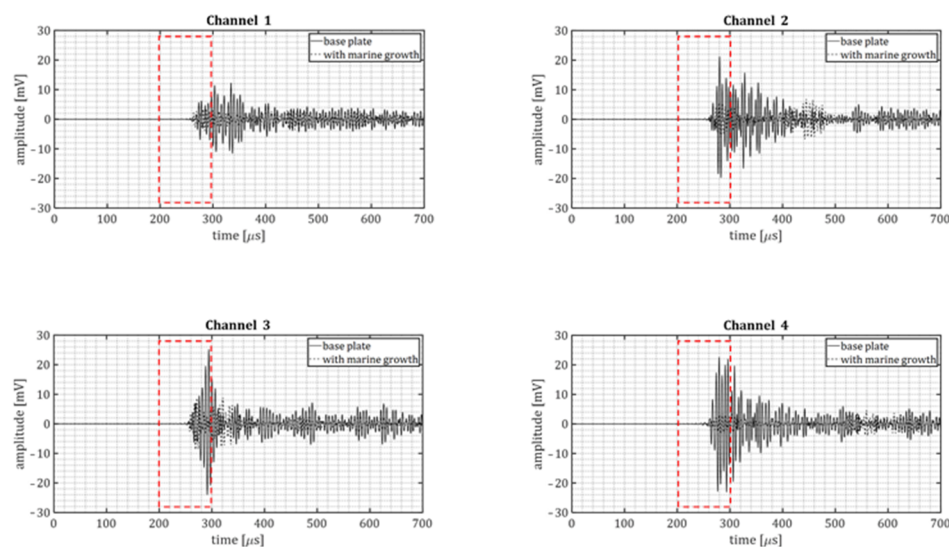 Channel 1
30
20
10
0
−10
−20
−30
amplitude [mV]
base plate
with marine growth
0 100 200 300 400 500 600 700
time [μs]
Channel 2
30
20
10
0
−10
−20
−30
amplitude [mV]
base plate
with marine growth
0 100 200 300 400 500 600 700
time [μs]
Channel 3
30
20
10
0
−10
−20
−30
amplitude [mV]
base plate
with marine growth
0 100 200 300 400 500 600 700
time [μs]
Channel 4
30
20
10
0
−10
−20
−30
amplitude [mV]
base plate
with marine growth
0 100 200 300 400 500 600 700
time [μs]